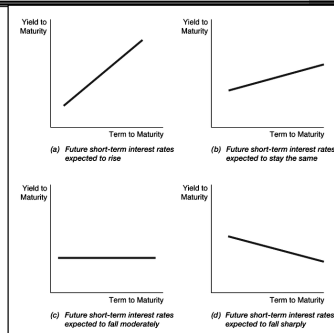 Yield to
Maturity
Term to Maturity
(a) Future short-term interest rates
expected to rise
Yield to
Maturity
Term to Maturity
(b) Future short-term interest rates
expected to stay the same
Yield to
Maturity
Term to Maturity
(c) Future short-term interest rates
expected to fall moderately
Yield to
Maturity
Term to Maturity
(d) Future short-term interest rates
expected to fall sharply